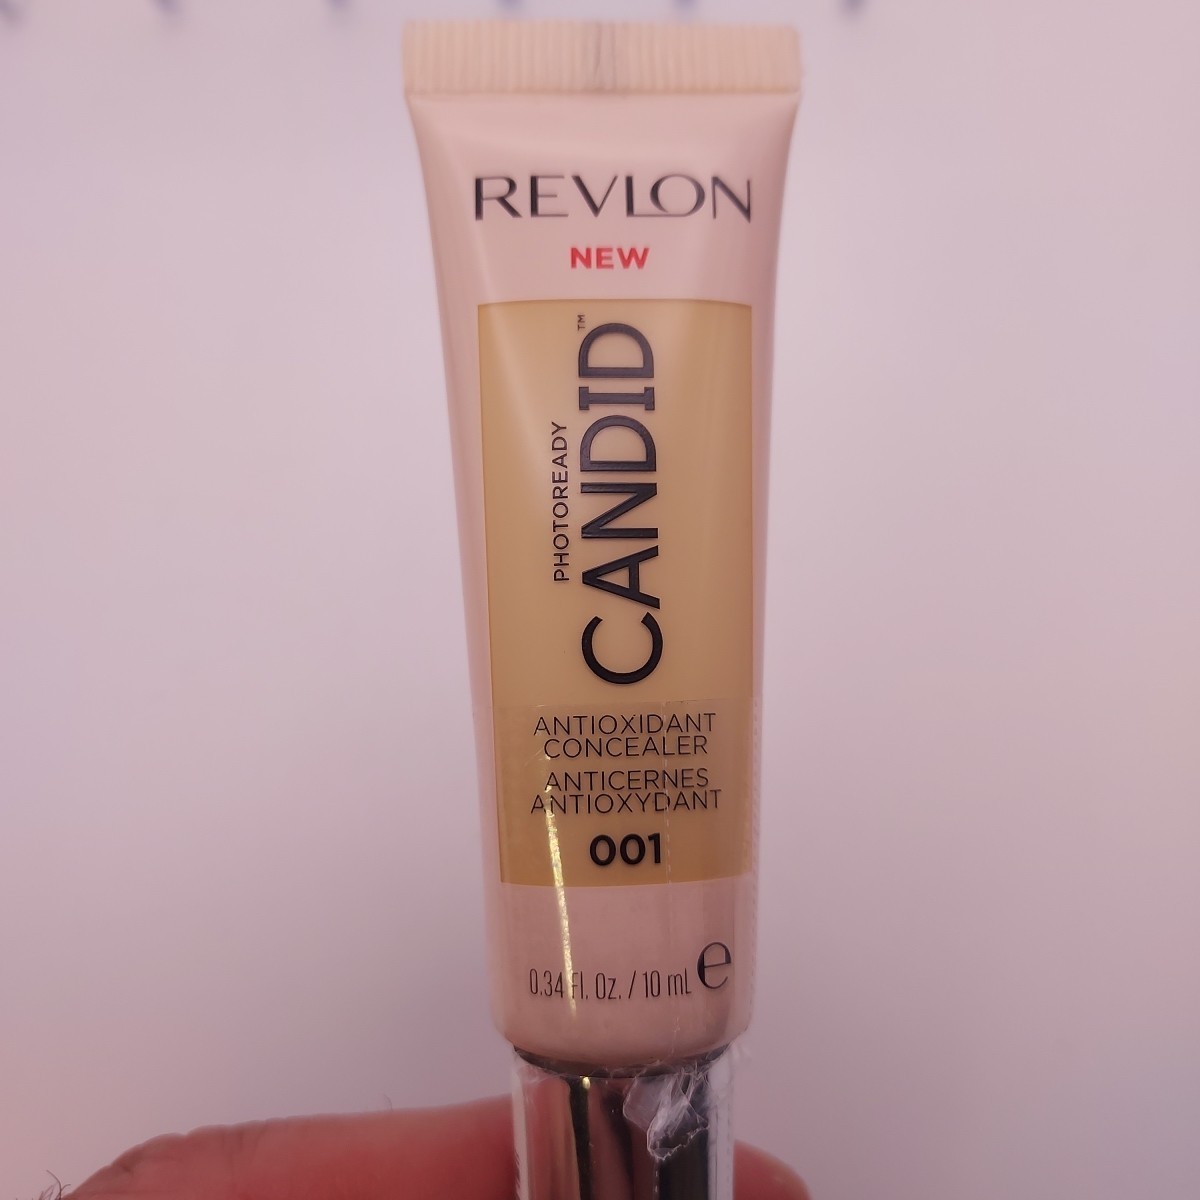 REVLON
NEW
PHOTOREADY
CANDID™
ANTIOXIDANT
CONCEALER
ANTICERNES
ANTIOXYDANT
001
0.34 fl. Oz. / 10 mL ℮